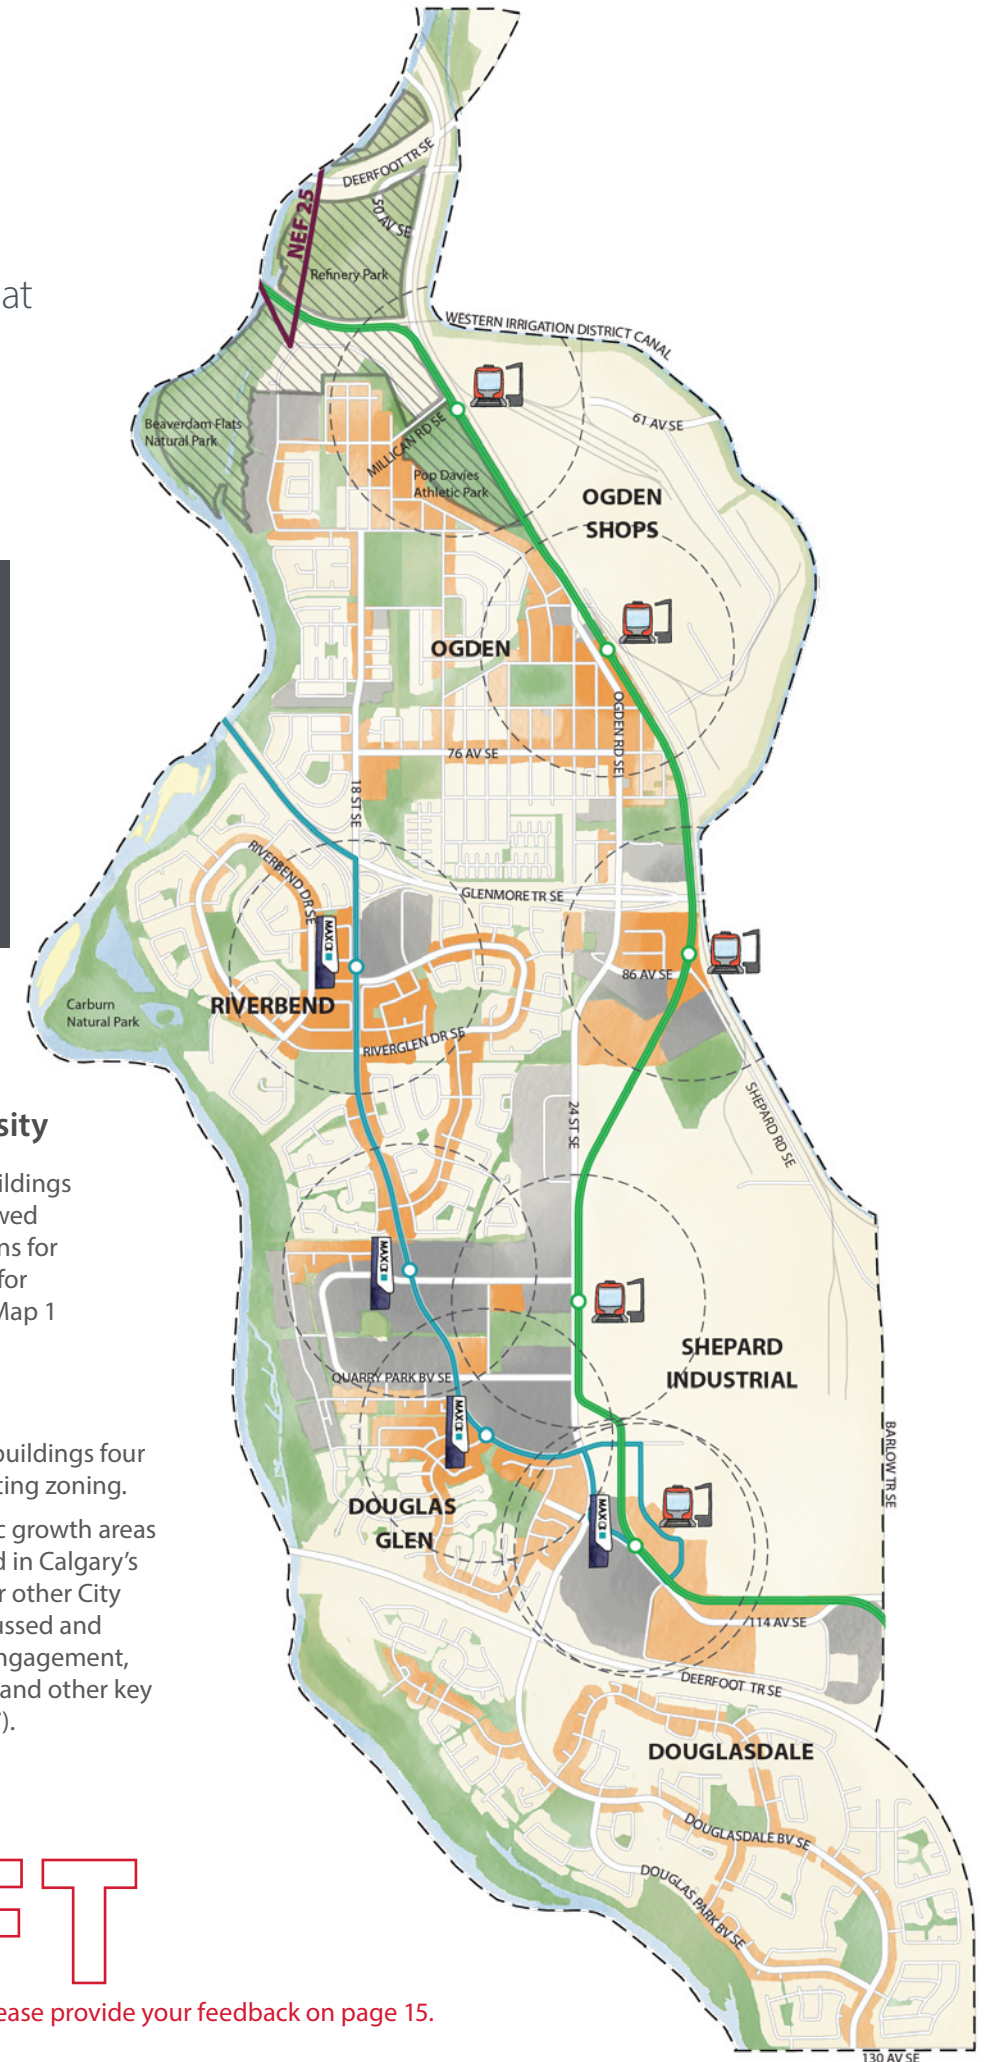 DEERFOOT TR SE
50 AV SE
NEF 25
Refinery Park
at
WESTERN IRRIGATION DISTRICT CANAL
61 AV SE
Beaverdam Flats
Natural Park
MILLICAN RD SE
Pop Davies
Athletic Park
OGDEN
SHOPS
OGDEN
OGDEN RD SE
76 AV SE
18 ST SE
RIVERBEND DR SE
GLENMORE TR SE
MAX
86 AV SE
RIVERBEND
Carburn
Natural Park
RIVERGLEN DR SE
24 ST SE
SHEPARD RD SE
sity
ildings
wed
ns for
for
Map 1
MAX
SHEPARD
INDUSTRIAL
QUARRY PARK BV SE
MAX
BARLOW TR SE
buildings four
ting zoning.
DOUGLAS
GLEN
MAX
c growth areas
d in Calgary's
r other City
ussed and
ngagement,
and other key
').
114 AV SE
DEERFOOT TR SE
DOUGLASDALE
DOUGLASDALE BV SE
DOUGLAS PARK BV SE
FT
ease provide your feedback on page 15.
130 AV SE